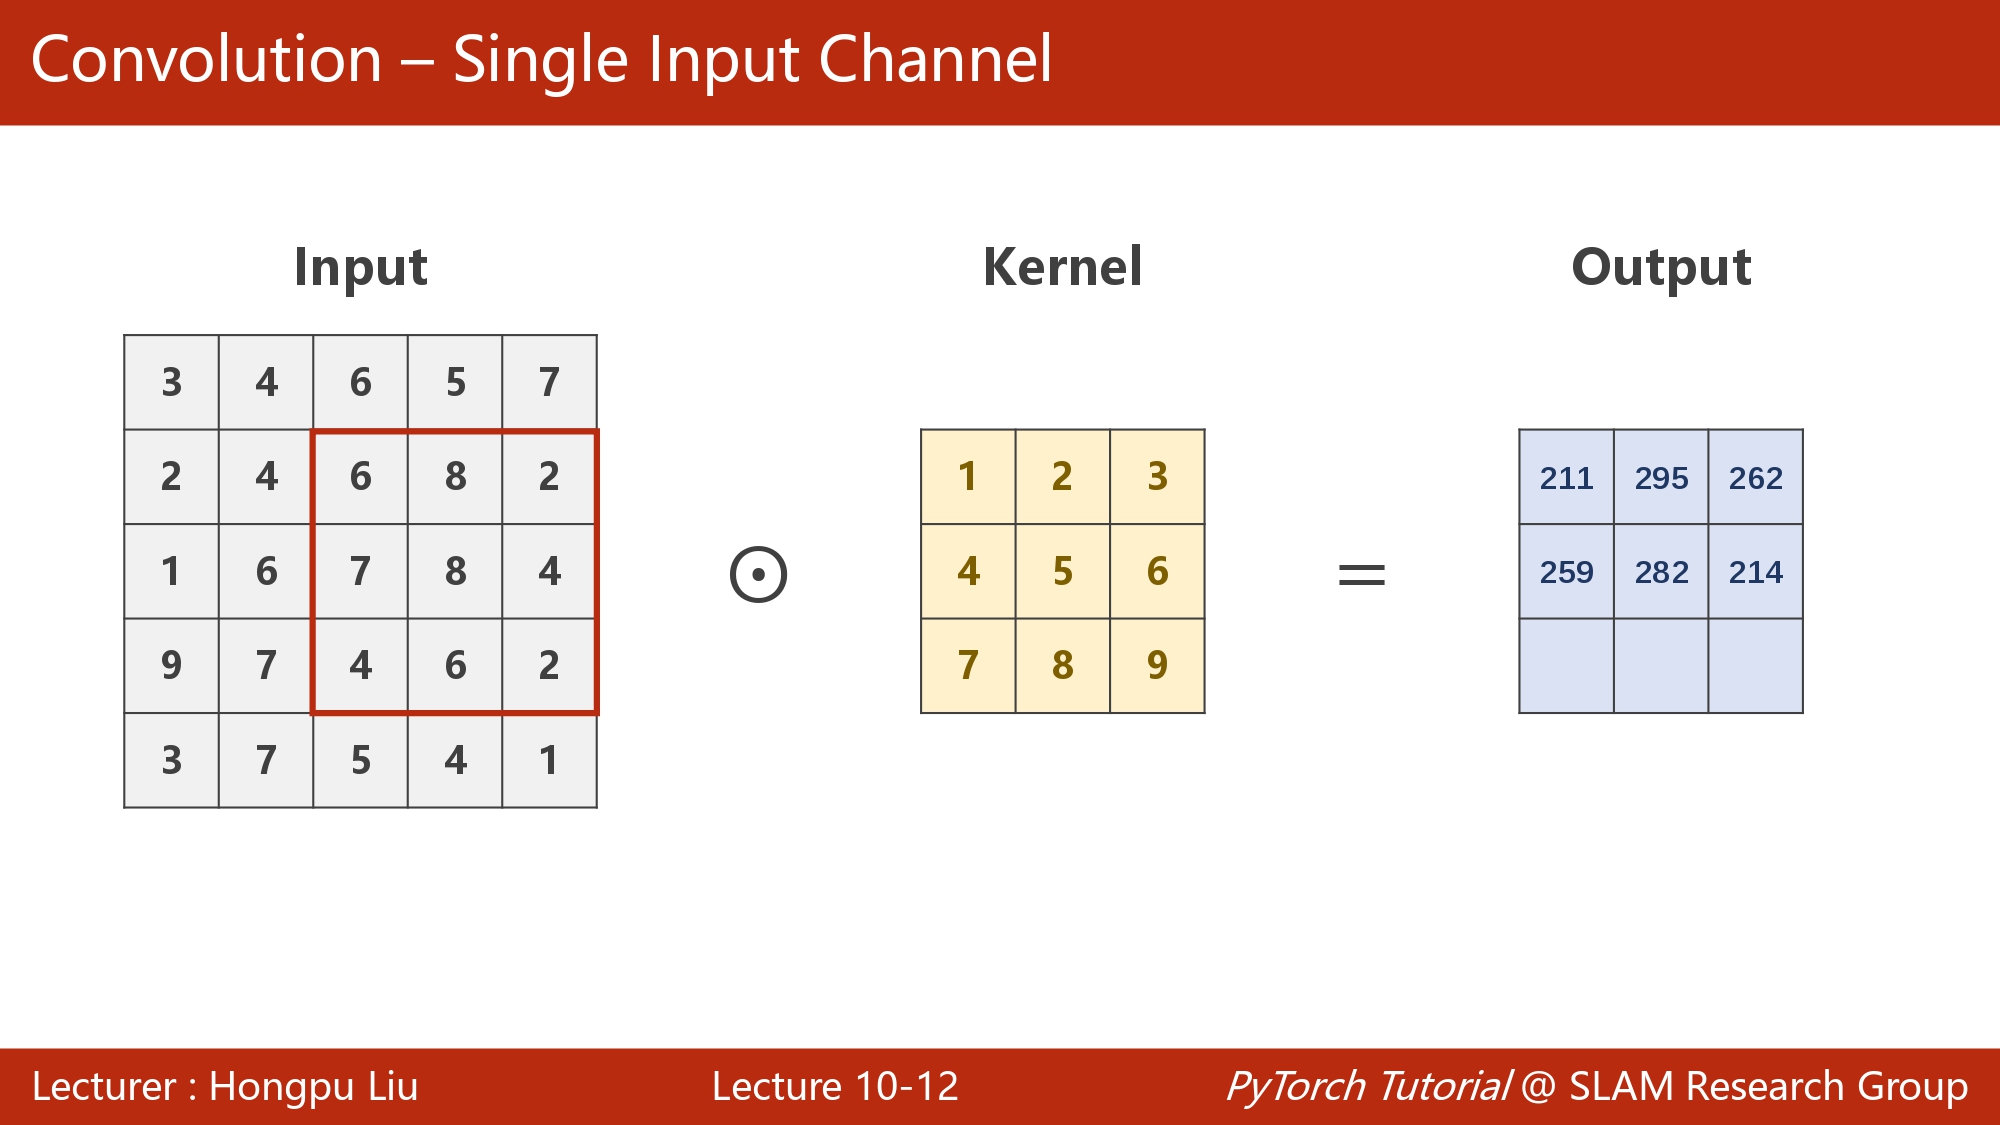 Convolution – Single Input Channel
Input
3 4 6 5 7
2 4 6 8 2
1 6 7 8 4
9 7 4 6 2
3 7 5 4 1
⊙
Kernel
1 2 3
4 5 6
7 8 9
=
Output
211 295 262
259 282 214
Lecturer : Hongpu Liu
Lecture 10-12
PyTorch Tutorial @ SLAM Research Group